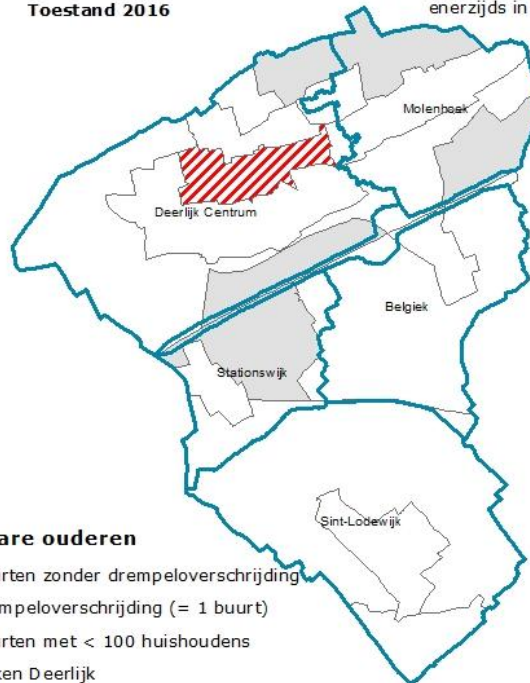 Toestand 2016
enerzijds in
Molenhoek
Deerlijk Centrum
Belgiek
Stationswijk
Sint-Lodewijk
are ouderen
rten zonder drempeloverschrijding
mpeloverschrijding (= 1 buurt)
urten met < 100 huishoudens
ken Deerlijk